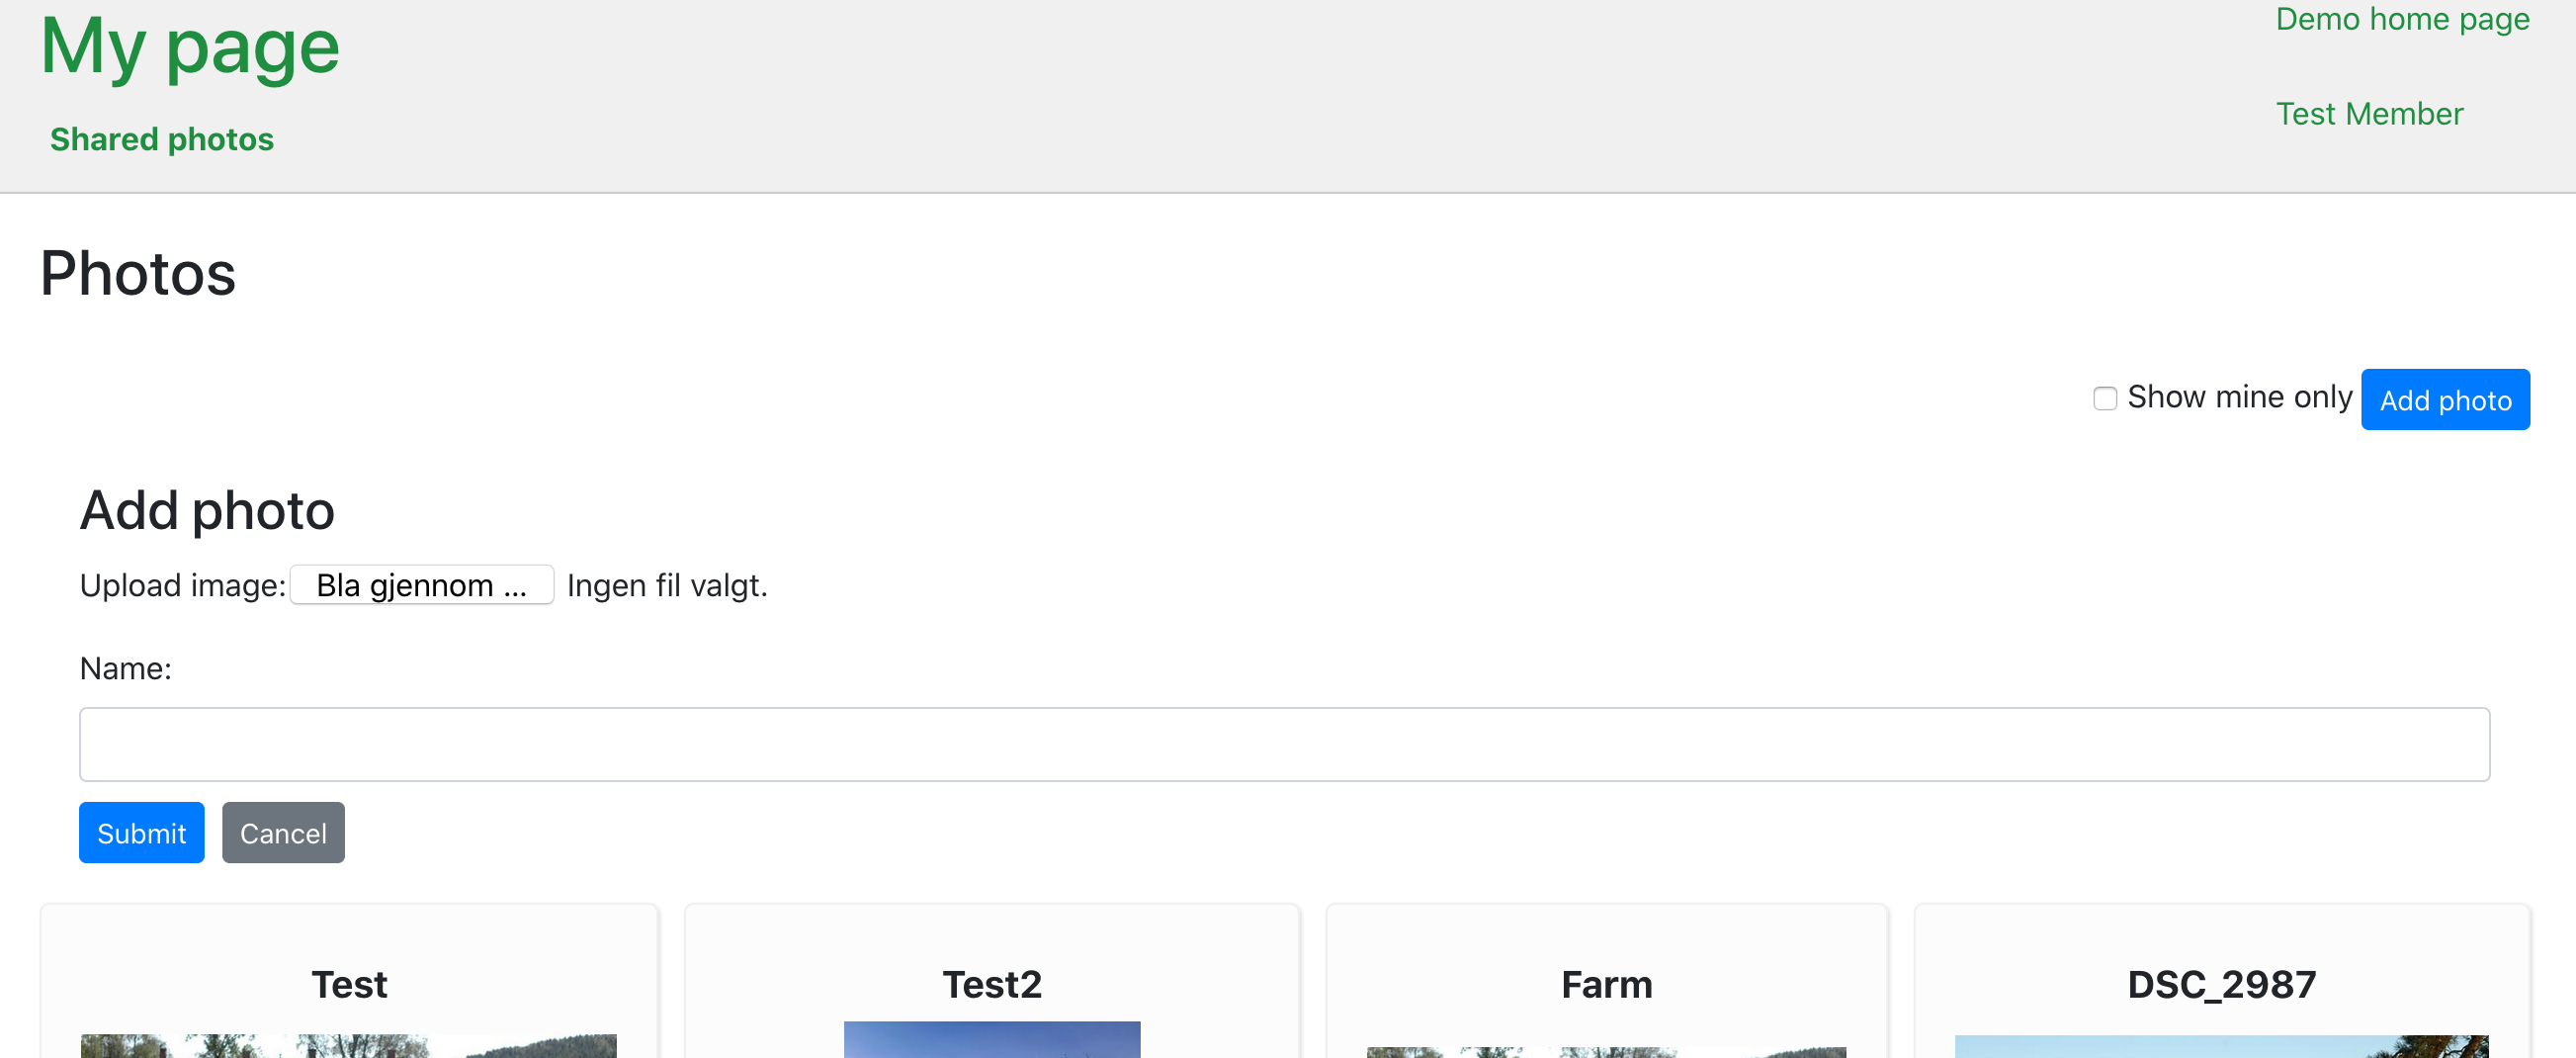 My page
Demo home page
Shared photos
Test Member
Photos
Show mine only Add photo
Add photo
Upload image: Bla gjennom ... Ingen fil valgt.
Name:
Submit Cancel
Test Test2 Farm DSC_2987